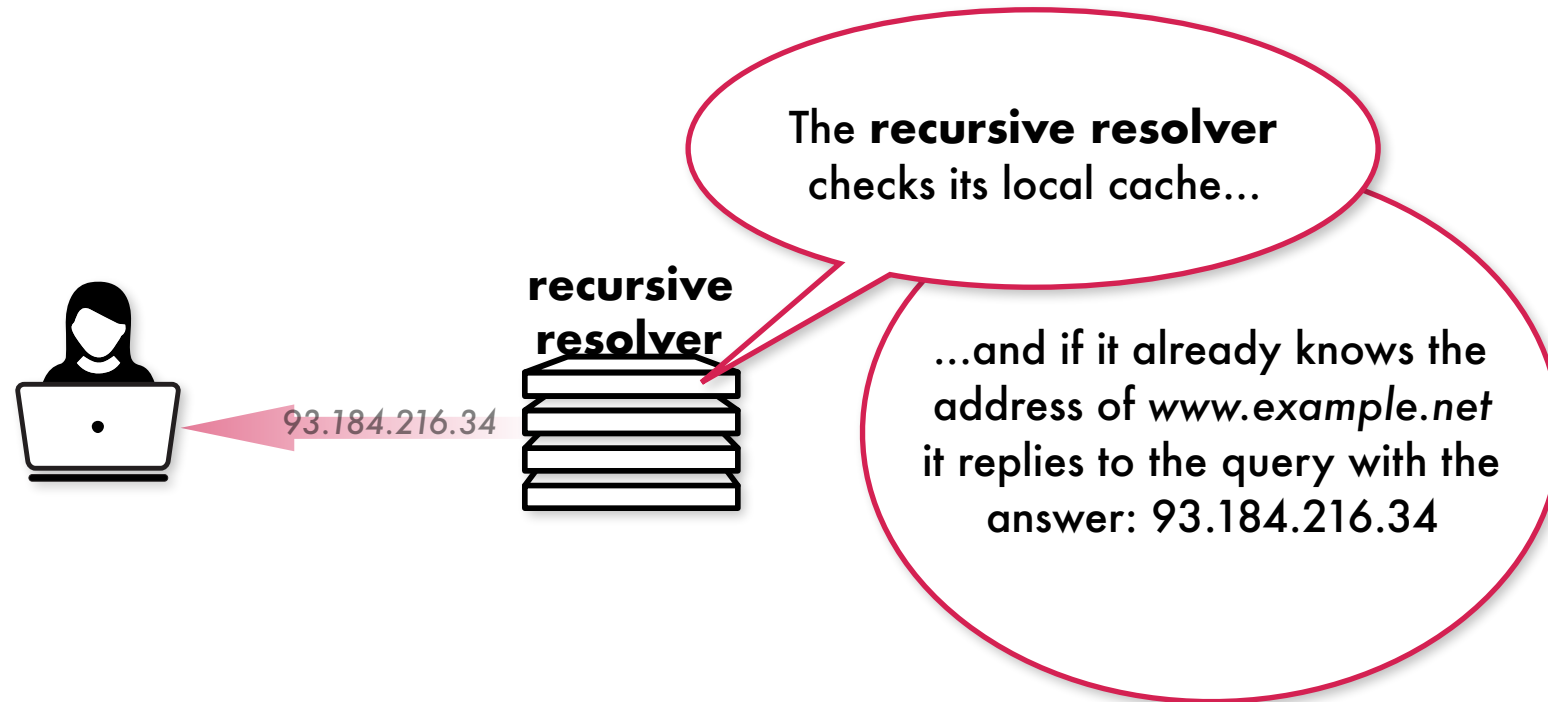 The recursive resolver
checks its local cache...
recursive
resolver
...and if it already knows the
address of www.example.net
it replies to the query with the
answer: 93.184.216.34
93.184.216.34